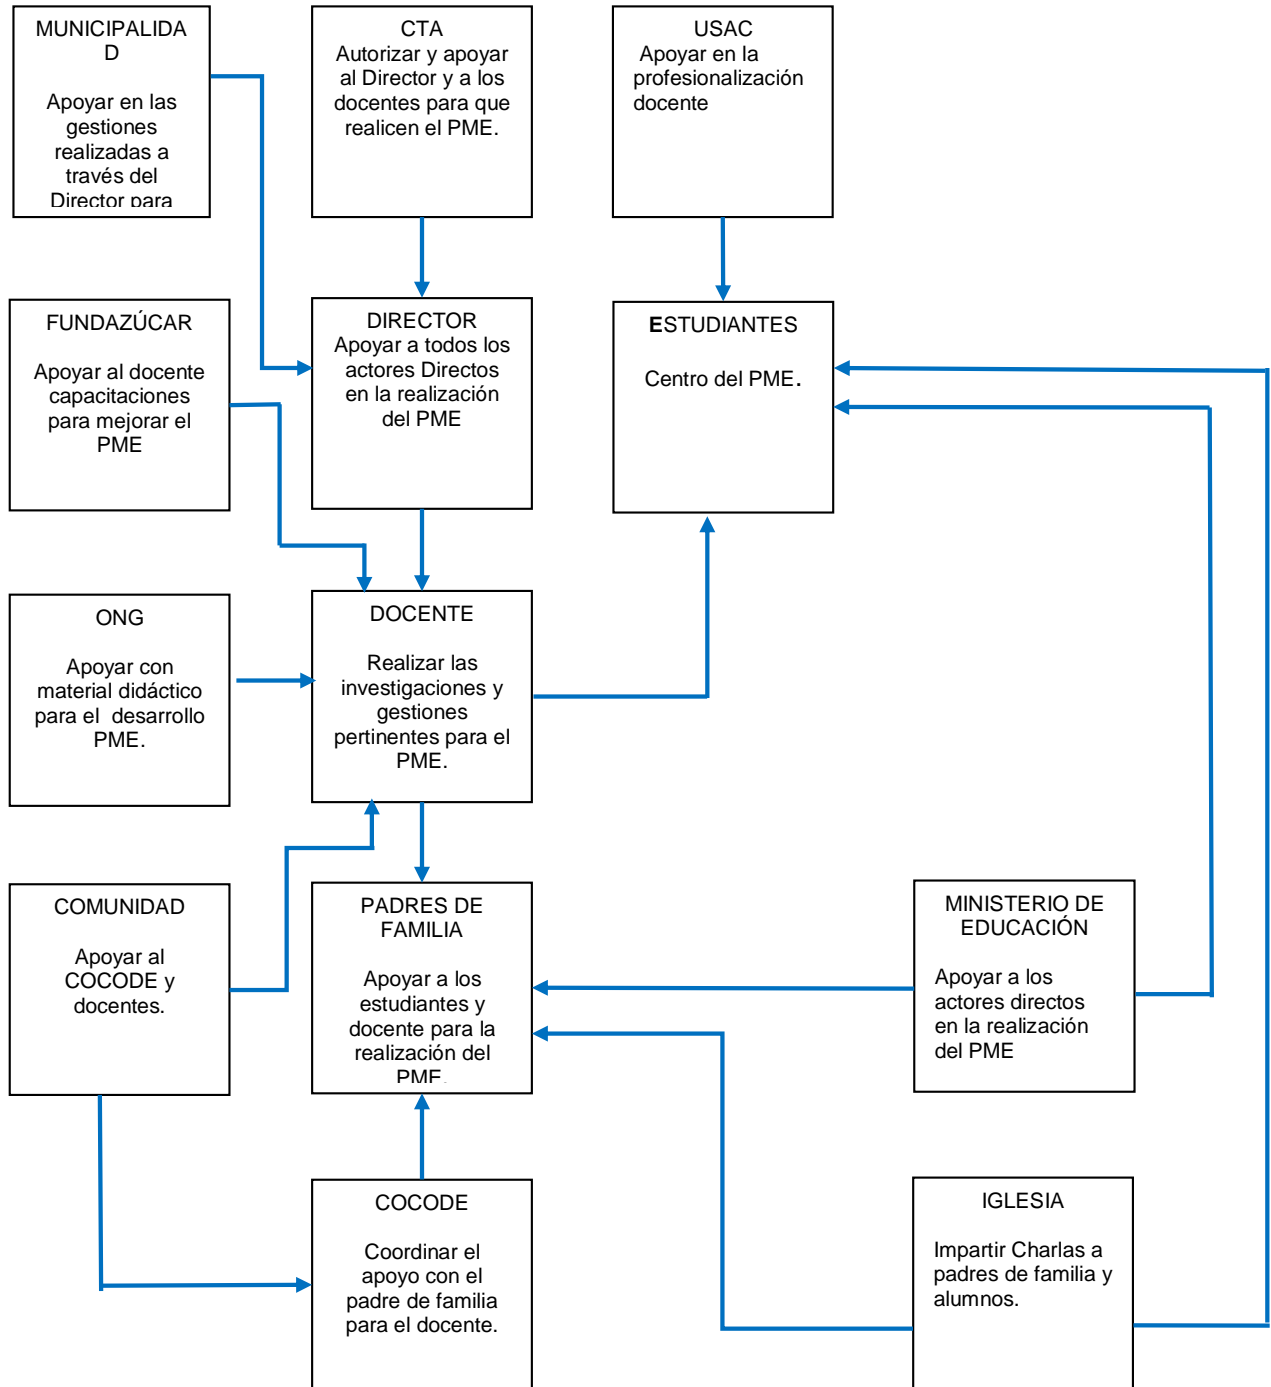 MUNICIPALIDA
D
Apoyar en las
gestiones
realizadas a
través del
Director para
CTA
Autorizar y apoyar
al Director y a los
docentes para que
realicen el PME.
USAC
Apoyar en la
profesionalización
docente
FUNDAZÚCAR
Apoyar al docente
capacitaciones
para mejorar el
PME
DIRECTOR
Apoyar a todos los
actores Directos
en la realización
del PME
ESTUDIANTES
Centro del PME.
ONG
Apoyar con
material didáctico
para el desarrollo
PME.
DOCENTE
Realizar las
investigaciones y
gestiones
pertinentes para el
PME.
COMUNIDAD
Apoyar al
COCODE y
docentes.
PADRES DE
FAMILIA
Apoyar a los
estudiantes y
docente para la
realización del
PME.
MINISTERIO DE
EDUCACIÓN
Apoyar a los
actores directos
en la realización
del PME
COCODE
Coordinar el
apoyo con el
padre de familia
para el docente.
IGLESIA
Impartir Charlas a
padres de familia y
alumnos.